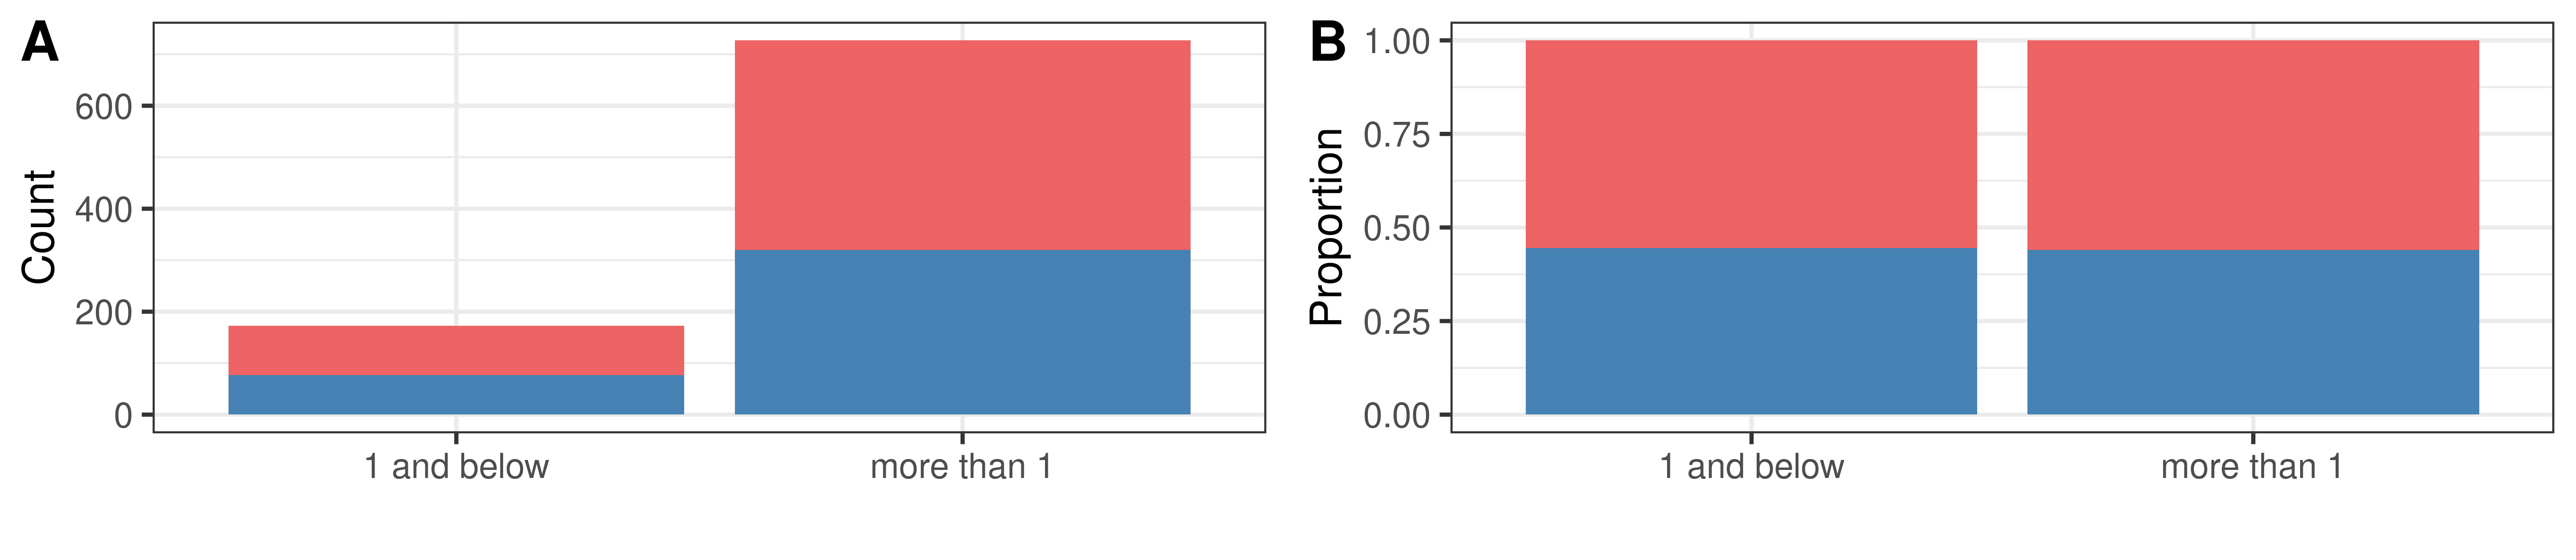 A
Count
600
400
200
0
1 and below
more than 1
B
Proportion
1.00
0.75
0.50
0.25
0.00
1 and below
more than 1